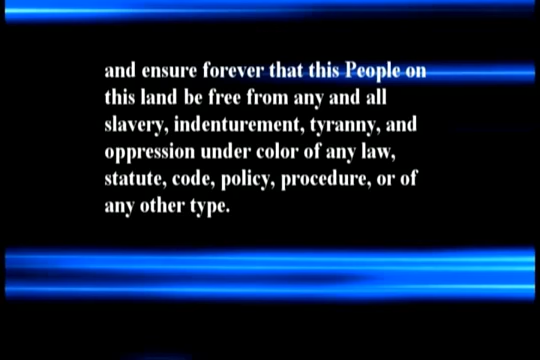 and ensure forever that this People on
this land be free from any and all
slavery, indenturement, tyranny, and
oppression under color of any law,
statute, code, policy, procedure, or of
any other type.